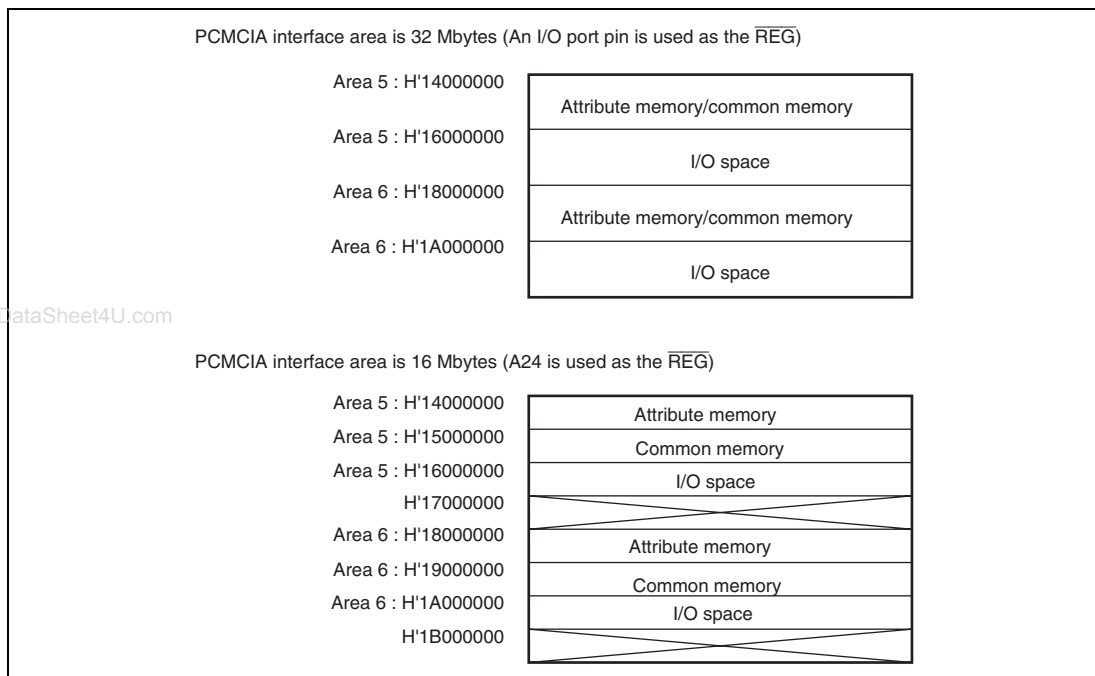 PCMCIA interface area is 32 Mbytes (An I/O port pin is used as the R̅E̅G̅)
Area 5 : H'14000000
Attribute memory/common memory
Area 5 : H'16000000
I/O space
Area 6 : H'18000000
Attribute memory/common memory
Area 6 : H'1A000000
I/O space
DataSheet4U.com
PCMCIA interface area is 16 Mbytes (A24 is used as the R̅E̅G̅)
Area 5 : H'14000000
Attribute memory
Area 5 : H'15000000
Common memory
Area 5 : H'16000000
I/O space
H'17000000
Area 6 : H'18000000
Attribute memory
Area 6 : H'19000000
Common memory
Area 6 : H'1A000000
I/O space
H'1B000000